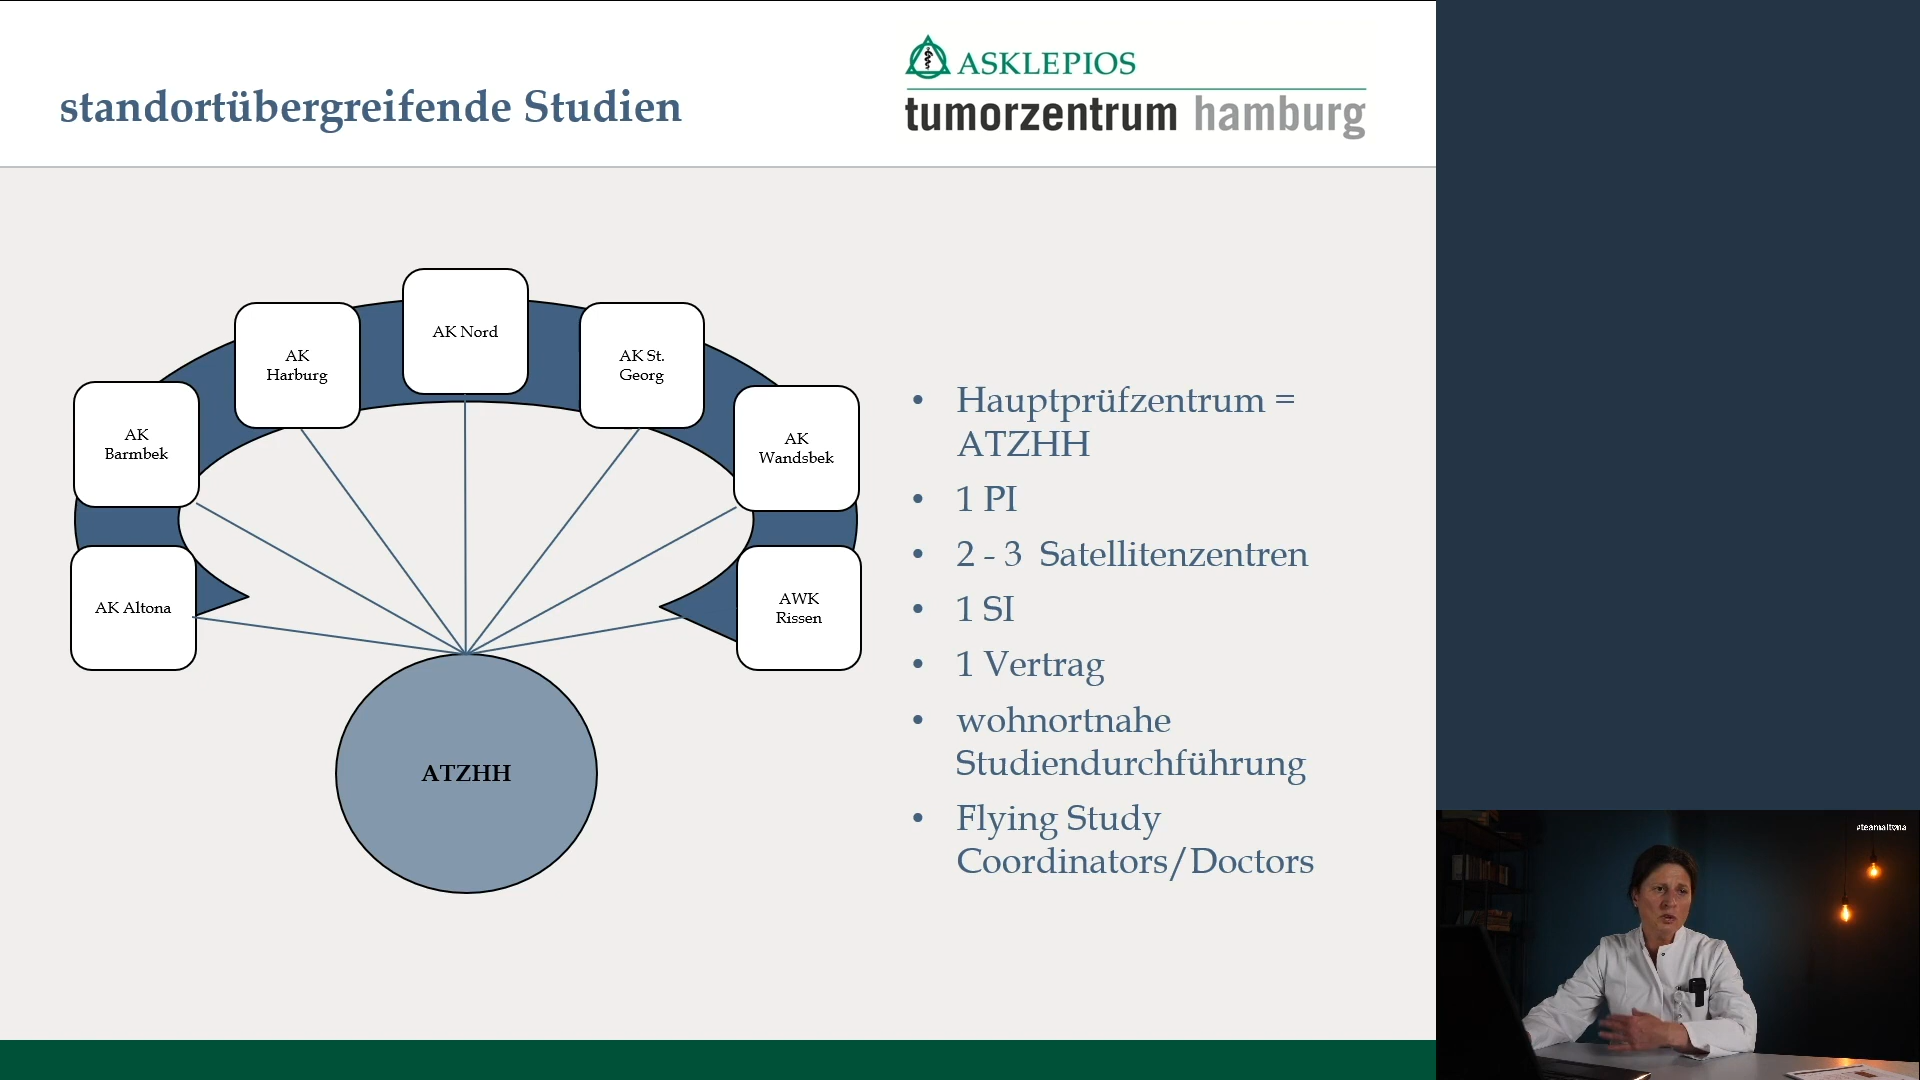 standortübergreifende Studien
ASKLEPIOS
tumorzentrum hamburg
AK Nord
AK
Harburg
AK St.
Georg
AK
Barmbek
AK
Wandsbek
AK Altona
AWK
Rissen
ATZHH
• Hauptprüfzentrum =
ATZHH
• 1 PI
• 2 - 3 Satellitenzentren
• 1 SI
• 1 Vertrag
• wohnortnahe
Studiendurchführung
• Flying Study
Coordinators/Doctors
#teamaltona